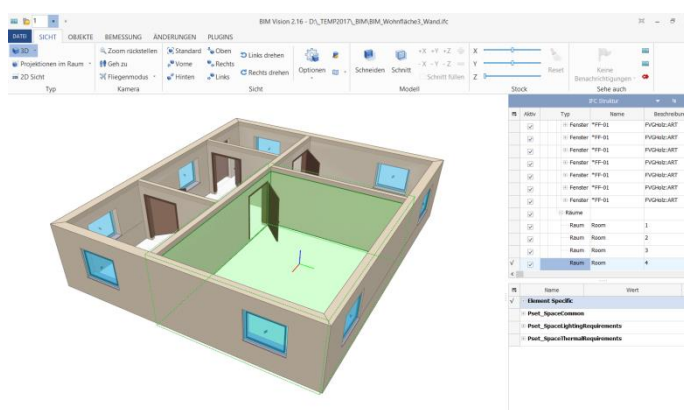 1
BIM Vision 2.16 - D:\_TEMP2017\_BIM\BIM_Wohnfläche3_Wand.ifc
DATEI SICHT OBJEKTE BEMESSUNG ÄNDERUNGEN PLUGINS
3D Zoom rückstellen Standard Oben Links drehen +X +Y +Z X
Projektionen im Raum Geh zu Vorne Rechts Optionen Schneiden Schnitt -X -Y -Z Y Reset Keine
2D Sicht Fliegenmodus Hinten Links Rechts drehen Schnitt füllen Z Benachrichtigungen
Typ Kamera Sicht Modell Stock Siehe auch
IFC Struktur
Aktiv Typ Name Beschreibun
Fenster *FF-01 FVGHolz:ART
Fenster *FF-01 FVGHolz:ART
Fenster *FF-01 FVGHolz:ART
Fenster *FF-01 FVGHolz:ART
Fenster *FF-01 FVGHolz:ART
Fenster *FF-01 FVGHolz:ART
Fenster *FF-01 FVGHolz:ART
Räume
Raum Room 1
Raum Room 2
Raum Room 3
Raum Room 4
Name Wert
Element Specific
Pset_SpaceCommon
Pset_SpaceLightingRequirements
Pset_SpaceThermalRequirements